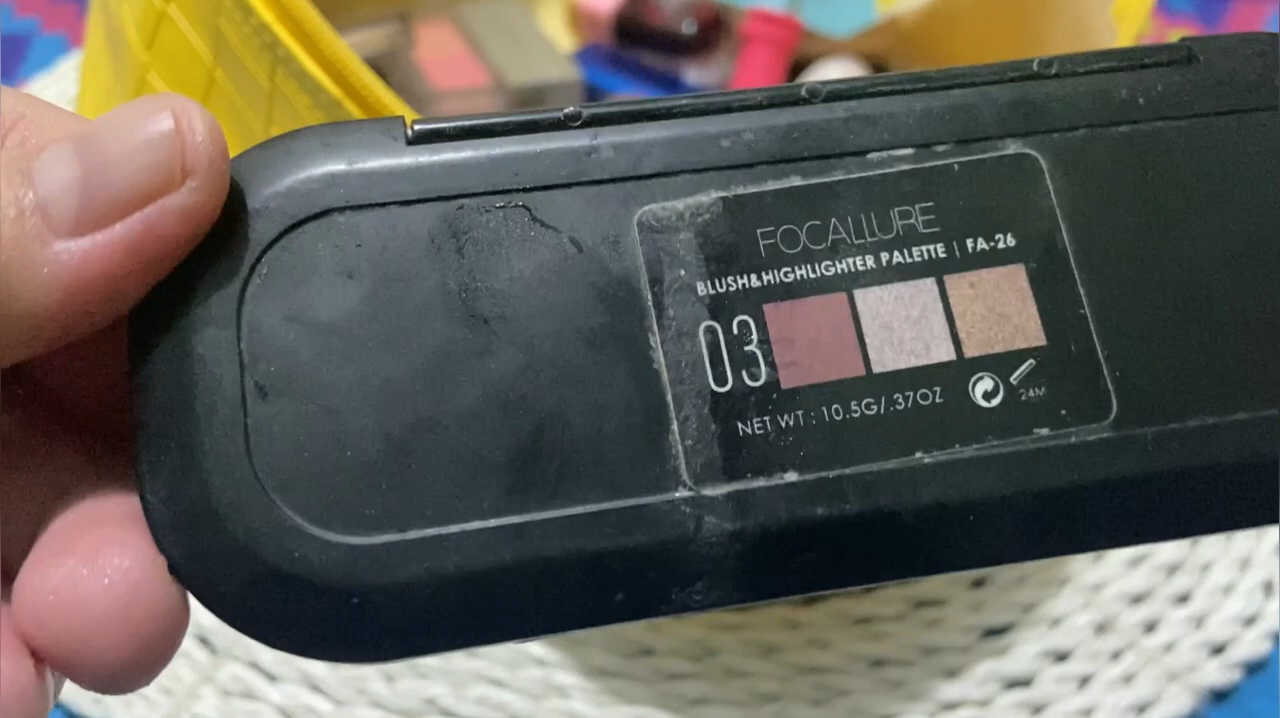 FOCALLURE
BLUSH&HIGHLIGHTER PALETTE | FA-26
03
NET WT : 10.5G/.37OZ
24M